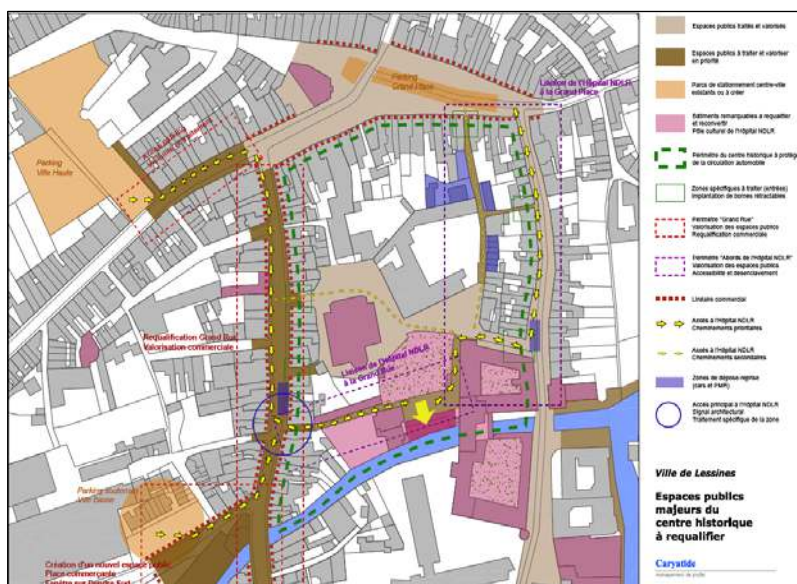 Parking
Grand-Place
Liaison de l'Hôpital NDLR
à la Grand Place
Parking
Ville Haute
Requalification Grand Rue
Valorisation commerciale
Liaison de l'Hôpital NDLR
à la Grand Rue
Parking
Ville Basse
Création d'un nouvel espace public
Place commerçante
Fenêtre sur Dendre Sud
Espaces publics traités et valorisés
Espaces publics à traiter et valoriser
en priorité
Parcs de stationnement centre-ville
existants ou à créer
Bâtiments remarquables à requalifier
et reconvertir
Pôle culturel de l'Hôpital NDLR
Périmètre du centre historique à protéger
de la circulation automobile
Zones spécifiques à traiter (entrées)
Implantation de bornes rétractables
Périmètre "Grand Rue"
Valorisation des espaces publics
Requalification commerciale
Périmètre "Abords de l'Hôpital NDLR"
Valorisation des espaces publics
Accessibilité et désenclavement
Linéaire commercial
Accès à l'Hôpital NDLR
Cheminements prioritaires
Accès à l'Hôpital NDLR
Cheminements secondaires
Zones de dépose-reprise
(cars et PMR)
Accès principal à l'Hôpital NDLR
Signal architectural
Traitement spécifique de la zone
Ville de Lessines
Espaces publics
majeurs du
centre historique
à requalifier
Caryatide